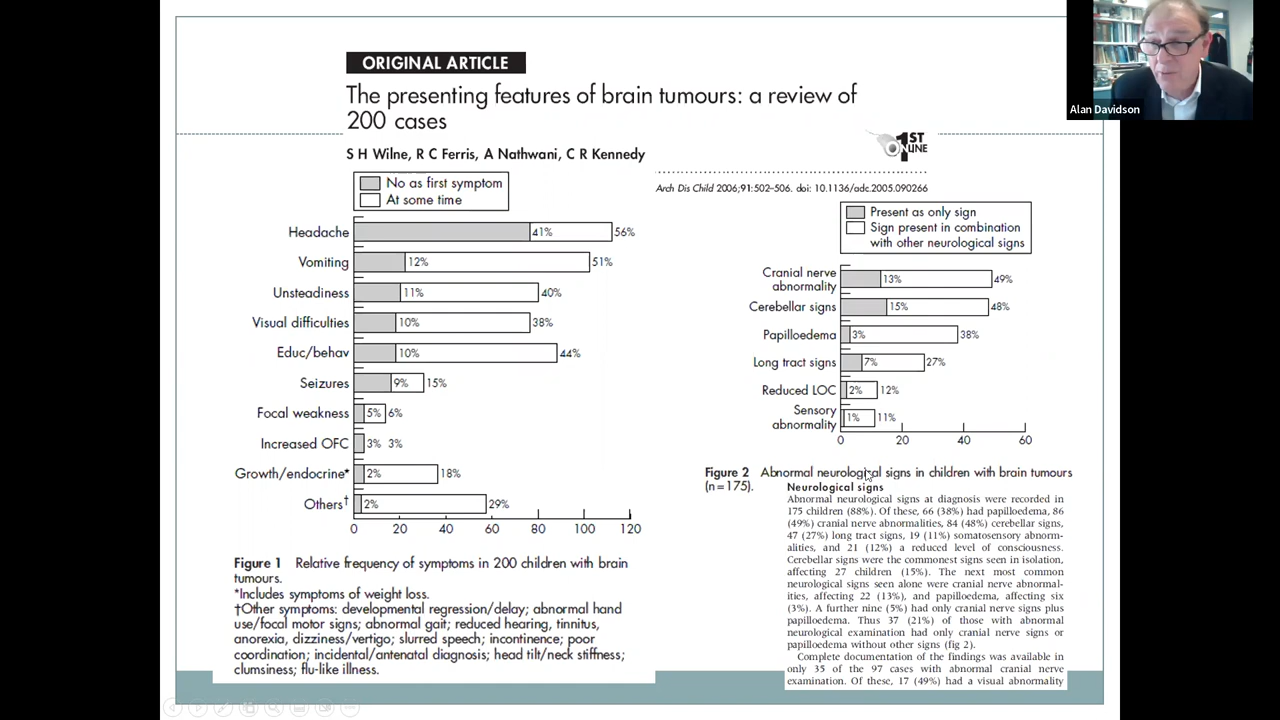 Alan Davidson
ORIGINAL ARTICLE
The presenting features of brain tumours: a review of
200 cases
S H Wilne, R C Ferris, A Nathwani, C R Kennedy
1ST
ONLINE
Arch Dis Child 2006;91:502–506. doi: 10.1136/adc.2005.090266
No as first symptom
At some time
Headache 41% 56%
Vomiting 12% 51%
Unsteadiness 11% 40%
Visual difficulties 10% 38%
Educ/behav 10% 44%
Seizures 9% 15%
Focal weakness 5% 6%
Increased OFC 3% 3%
Growth/endocrine* 2% 18%
Others† 2% 29%
0 20 40 60 80 100 120
Figure 1 Relative frequency of symptoms in 200 children with brain
tumours.
*Includes symptoms of weight loss.
†Other symptoms: developmental regression/delay; abnormal hand
use/focal motor signs; abnormal gait; reduced hearing, tinnitus,
anorexia, dizziness/vertigo; slurred speech; incontinence; poor
coordination; incidental/antenatal diagnosis; head tilt/neck stiffness;
clumsiness; flu-like illness.
Present as only sign
Sign present in combination
with other neurological signs
Cranial nerve
abnormality 13% 49%
Cerebellar signs 15% 48%
Papilloedema 3% 38%
Long tract signs 7% 27%
Reduced LOC 2% 12%
Sensory
abnormality 1% 11%
0 20 40 60
Figure 2 Abnormal neurological signs in children with brain tumours
(n = 175).
Neurological signs
Abnormal neurological signs at diagnosis were recorded in
175 children (88%). Of these, 66 (38%) had papilloedema, 86
(49%) cranial nerve abnormalities, 84 (48%) cerebellar signs,
47 (27%) long tract signs, 19 (11%) somatosensory abnorm-
alities, and 21 (12%) a reduced level of consciousness.
Cerebellar signs were the commonest signs seen in isolation,
affecting 27 children (15%). The next most common
neurological signs seen alone were cranial nerve abnormal-
ities, affecting 22 (13%), and papilloedema, affecting six
(3%). A further nine (5%) had only cranial nerve signs plus
papilloedema. Thus 37 (21%) of those with abnormal
neurological examination had only cranial nerve signs or
papilloedema without other signs (fig 2).
Complete documentation of the findings was available in
only 35 of the 97 cases with abnormal cranial nerve
examination. Of these, 17 (49%) had a visual abnormality